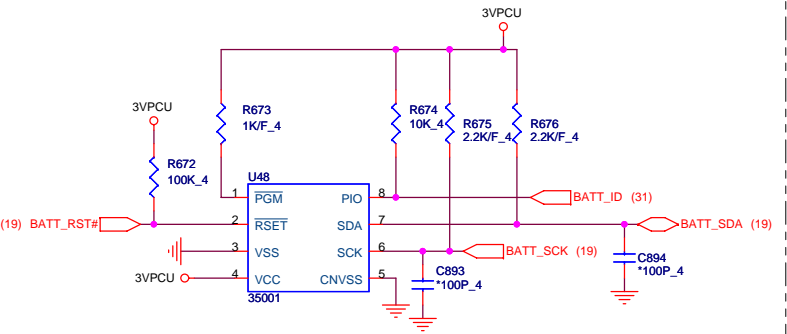 3VPCU
3VPCU
R673
1K/F_4
R674
10K_4
R675
2.2K/F_4
R676
2.2K/F_4
R672
100K_4
U48
1 PGM PIO 8
BATT_ID (31)
(19) BATT_RST#
2 RSET SDA 7
BATT_SDA (19)
3 VSS SCK 6
BATT_SCK (19)
3VPCU
4 VCC CNVSS 5
35001
C893
*100P_4
C894
*100P_4